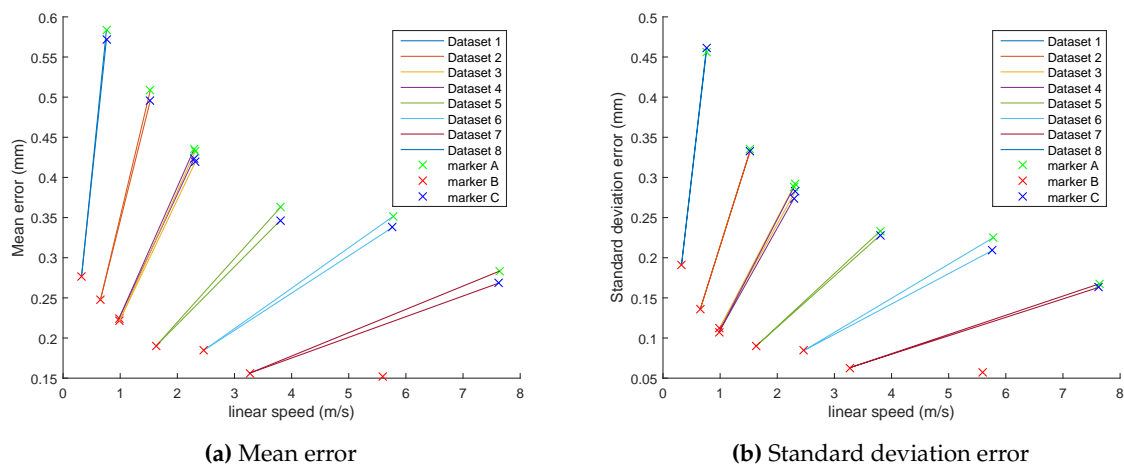 0.6
0.55
0.5
0.45
0.4
0.35
0.3
0.25
0.2
0.15
Mean error (mm)
0 1 2 3 4 5 6 7 8
linear speed (m/s)
Dataset 1
Dataset 2
Dataset 3
Dataset 4
Dataset 5
Dataset 6
Dataset 7
Dataset 8
marker A
marker B
marker C
(a) Mean error
0.5
0.45
0.4
0.35
0.3
0.25
0.2
0.15
0.1
0.05
Standard deviation error (mm)
0 1 2 3 4 5 6 7 8
linear speed (m/s)
Dataset 1
Dataset 2
Dataset 3
Dataset 4
Dataset 5
Dataset 6
Dataset 7
Dataset 8
marker A
marker B
marker C
(b) Standard deviation error